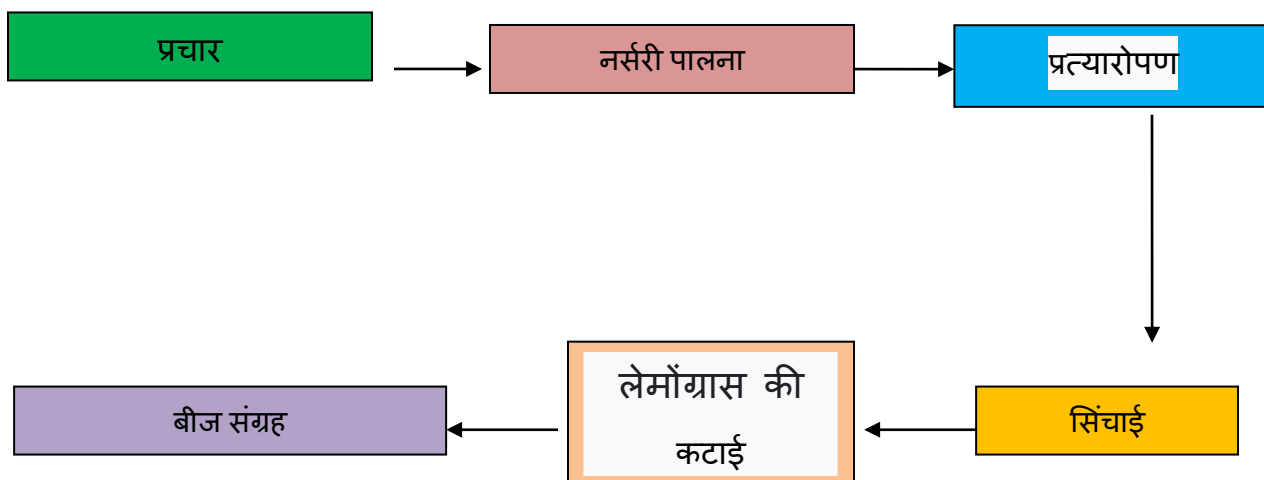 प्रचार
नर्सरी पालना
प्रत्यारोपण
सिंचाई
लेमोंग्रास की
कटाई
बीज संग्रह